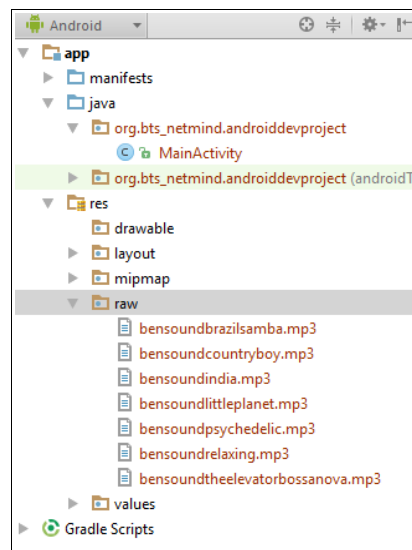 Android
app
manifests
java
org.bts_netmind.androiddevproject
MainActivity
org.bts_netmind.androiddevproject (androidT
res
drawable
layout
mipmap
raw
bensoundbrazilsamba.mp3
bensoundcountryboy.mp3
bensoundindia.mp3
bensoundlittleplanet.mp3
bensoundpsychedelic.mp3
bensoundrelaxing.mp3
bensoundtheelevatorbossanova.mp3
values
Gradle Scripts